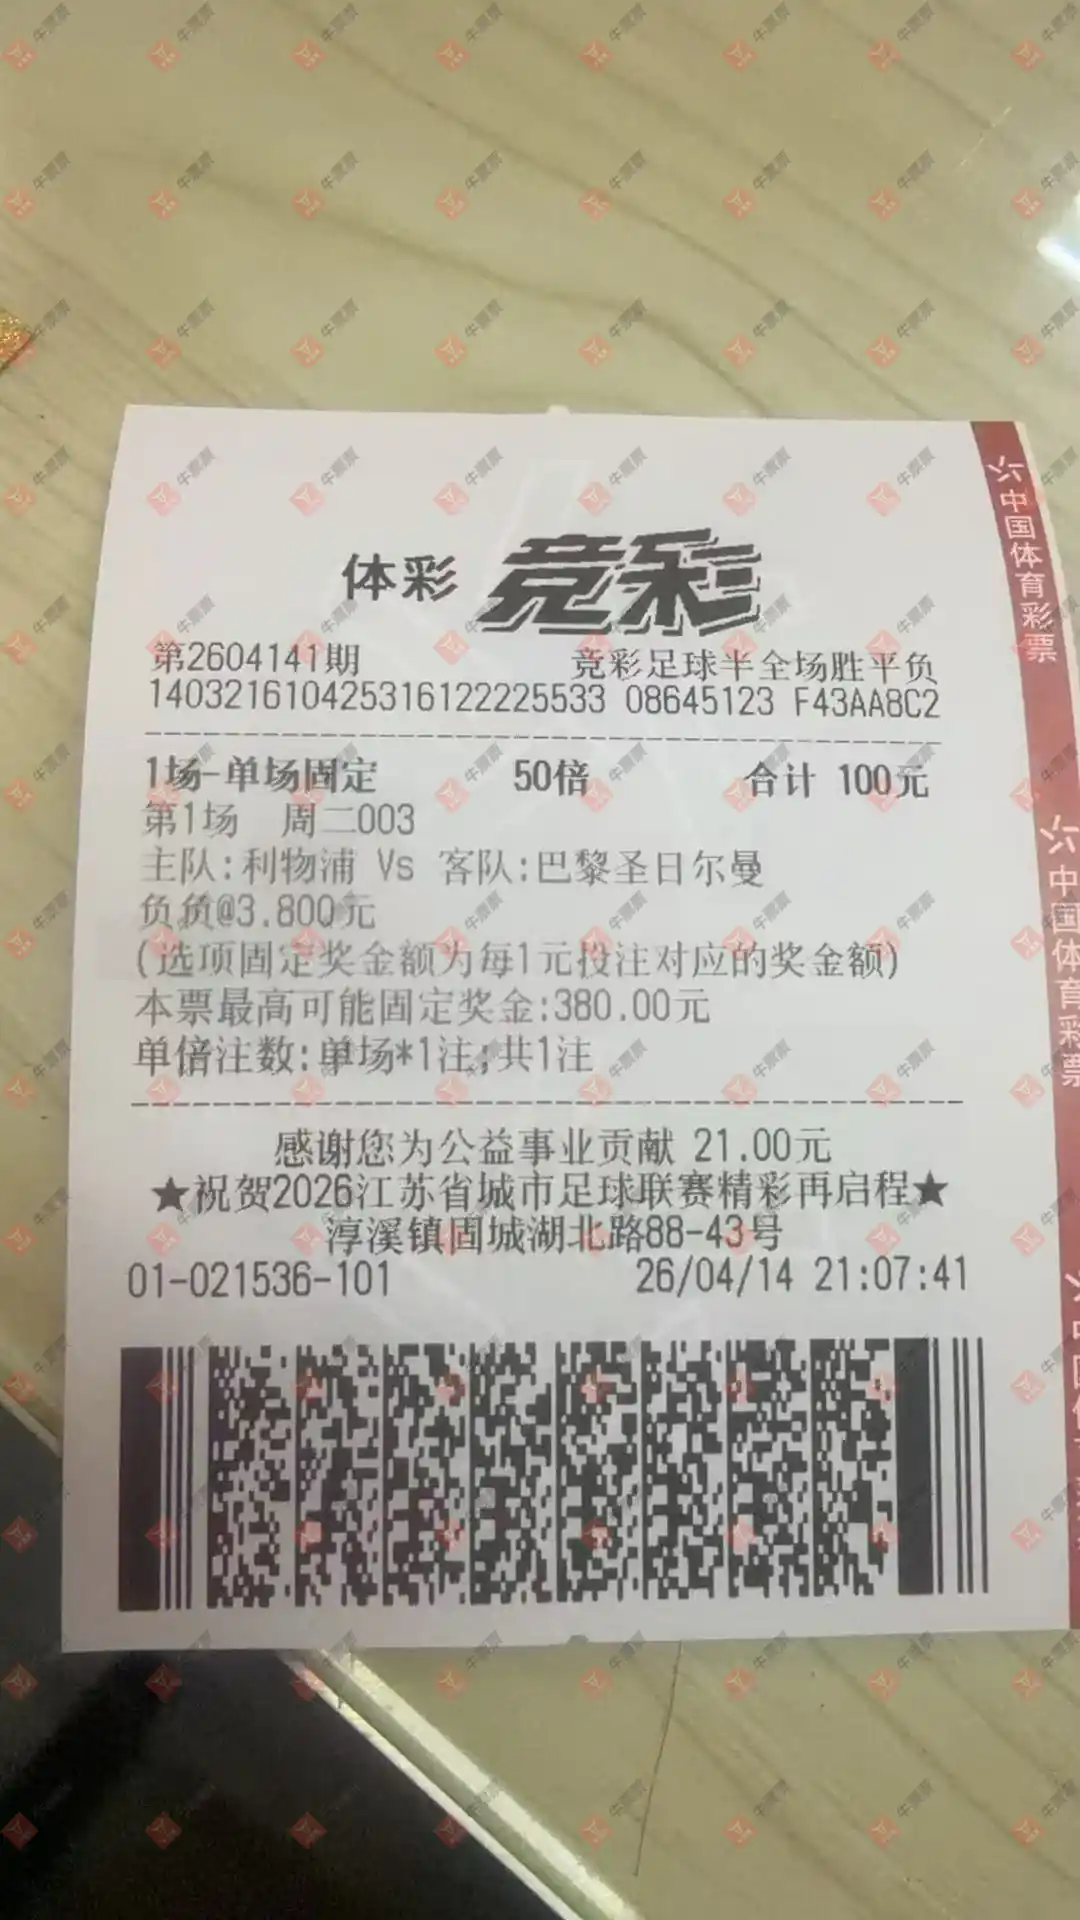 体彩 竞彩
第2604141期 竞彩足球半全场胜平负
140321610425316122225533 08645123 F43AA8C2
1场-单场固定 50倍 合计 100元
第1场 周二003
主队:利物浦 Vs 客队:巴黎圣日尔曼
负负@3.800元
(选项固定奖金额为每1元投注对应的奖金额)
本票最高可能固定奖金:380.00元
单倍注数:单场*1注;共1注
感谢您为公益事业贡献 21.00元
★祝贺2026江苏省城市足球联赛精彩再启程★
淳溪镇固城湖北路88-43号
01-021536-101 26/04/14 21:07:41
中国体育彩票
中国体育彩票
牛票票